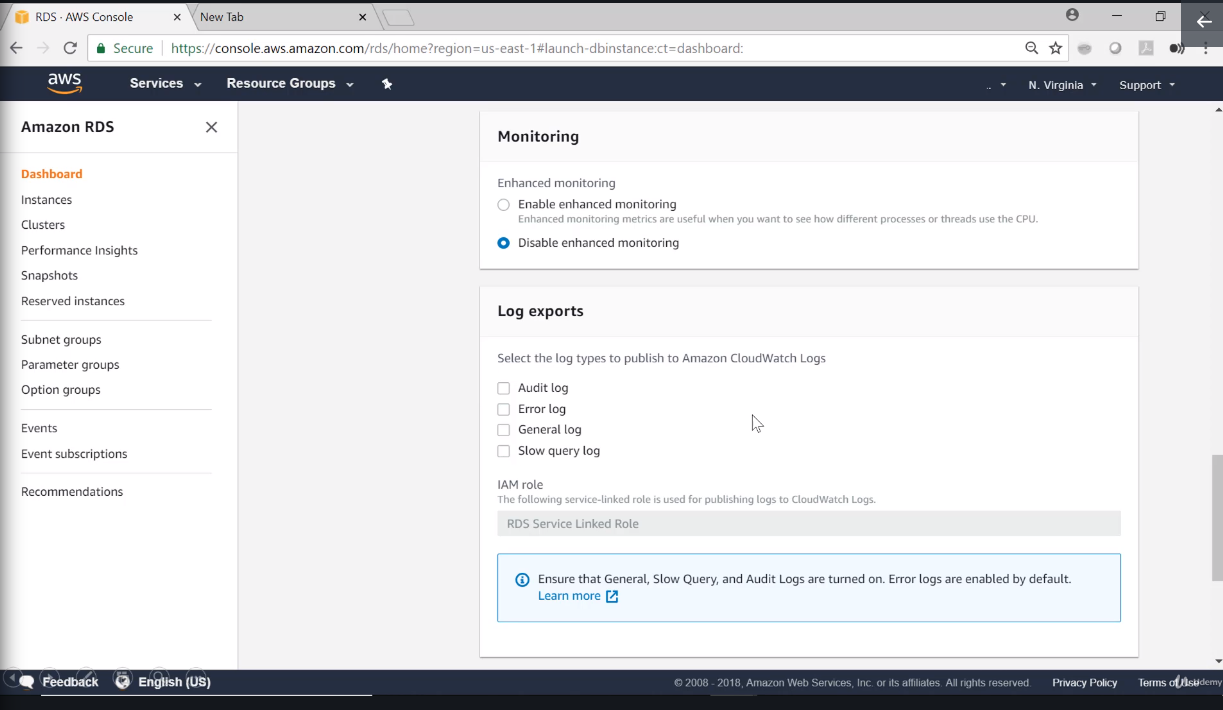 RDS · AWS Console
New Tab
Secure
https://console.aws.amazon.com/rds/home?region=us-east-1#launch-dbinstance:ct=dashboard:
aws
Services
Resource Groups
..
N. Virginia
Support
Amazon RDS
Dashboard
Instances
Clusters
Performance Insights
Snapshots
Reserved instances
Subnet groups
Parameter groups
Option groups
Events
Event subscriptions
Recommendations
Monitoring
Enhanced monitoring
Enable enhanced monitoring
Enhanced monitoring metrics are useful when you want to see how different processes or threads use the CPU.
Disable enhanced monitoring
Log exports
Select the log types to publish to Amazon CloudWatch Logs
Audit log
Error log
General log
Slow query log
IAM role
The following service-linked role is used for publishing logs to CloudWatch Logs.
RDS Service Linked Role
Ensure that General, Slow Query, and Audit Logs are turned on. Error logs are enabled by default.
Learn more
Feedback
English (US)
© 2008 - 2018, Amazon Web Services, Inc. or its affiliates. All rights reserved.
Privacy Policy
Terms of Use